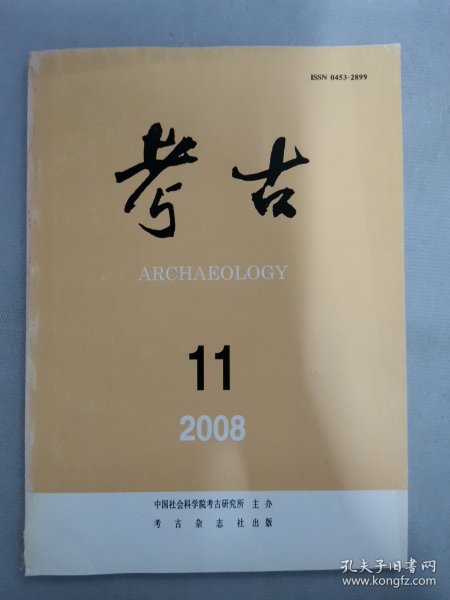 ISSN 0453-2899
考古
ARCHAEOLOGY
11
2008
中国社会科学院考古研究所 主办
考古杂志社出版
孔夫子旧书网
www.kongfz.com